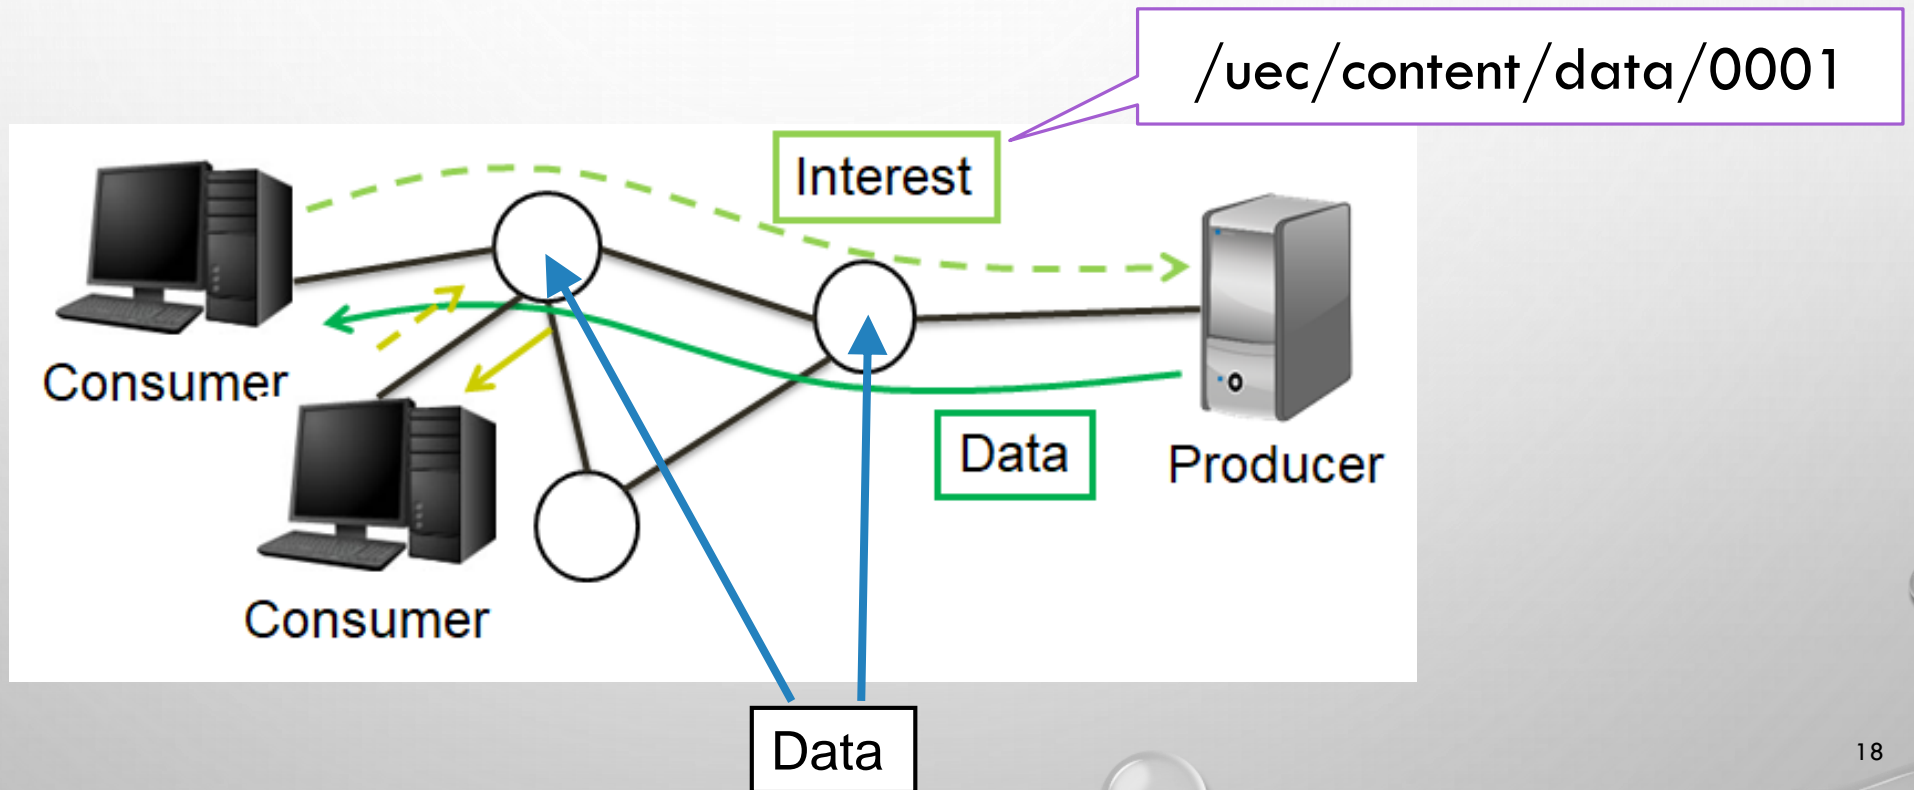 /uec/content/data/0001
Interest
Consumer
Data
Producer
Consumer
Data
18